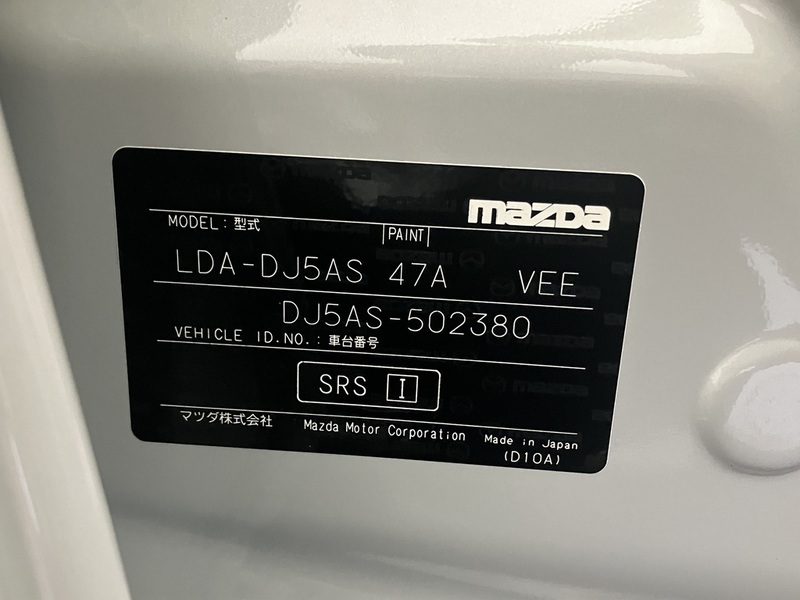 mazda
MODEL: 型式 PAINT
LDA-DJ5AS 47A VEE
DJ5AS-502380
VEHICLE ID.NO.: 車台番号
SRS I
マツダ株式会社 Mazda Motor Corporation Made in Japan
(D10A)